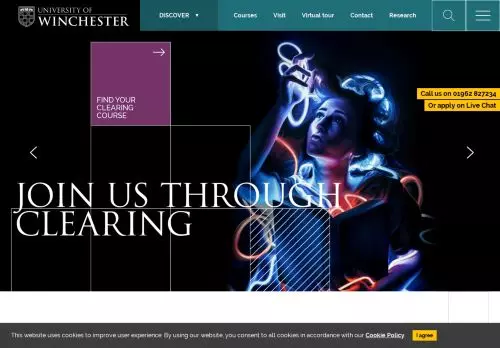 UNIVERSITY OF
WINCHESTER
DISCOVER ▼ Courses Visit Virtual tour Contact Research
FIND YOUR
CLEARING
COURSE
Call us on 01962 827234
Or apply on Live Chat
JOIN US THROUGH
CLEARING
This website uses cookies to improve user experience. By using our website, you consent to all cookies in accordance with our Cookie Policy I agree